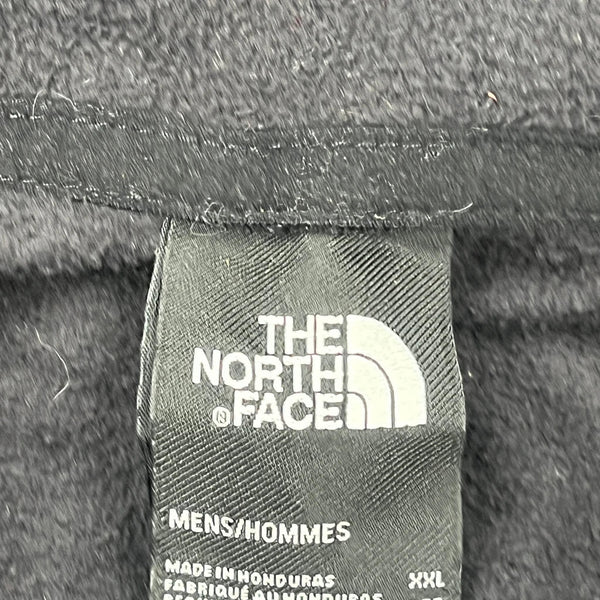 THE
NORTH
® FACE
MENS/HOMMES
MADE IN HONDURAS XXL
FABRIQUÉ AU HONDURAS